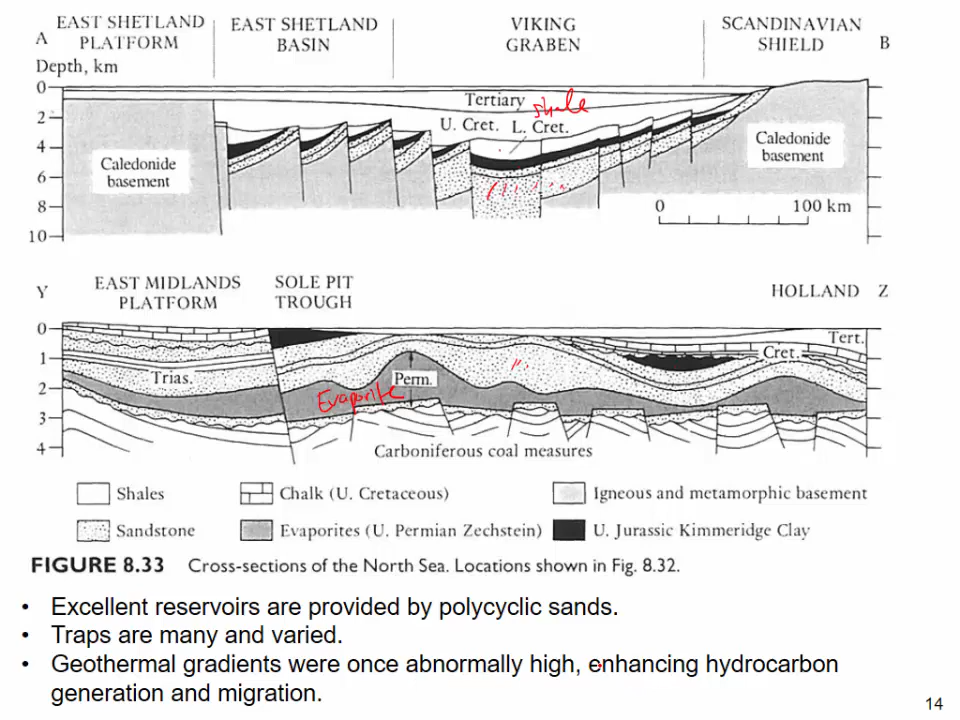 EAST SHETLAND PLATFORM
EAST SHETLAND BASIN
VIKING GRABEN
SCANDINAVIAN SHIELD
A
B
Depth, km
0
2
4
6
8
10
Tertiary
shale
U. Cret. L. Cret.
Caledonide
basement
Caledonide
basement
0 100 km
Y
EAST MIDLANDS PLATFORM
SOLE PIT TROUGH
HOLLAND Z
0
1
2
3
4
Tert.
Cret.
Trias.
Perm.
Evaporite
Carboniferous coal measures
Shales
Chalk (U. Cretaceous)
Igneous and metamorphic basement
Sandstone
Evaporites (U. Permian Zechstein)
U. Jurassic Kimmeridge Clay
FIGURE 8.33 Cross-sections of the North Sea. Locations shown in Fig. 8.32.
• Excellent reservoirs are provided by polycyclic sands.
• Traps are many and varied.
• Geothermal gradients were once abnormally high, enhancing hydrocarbon
generation and migration.
14